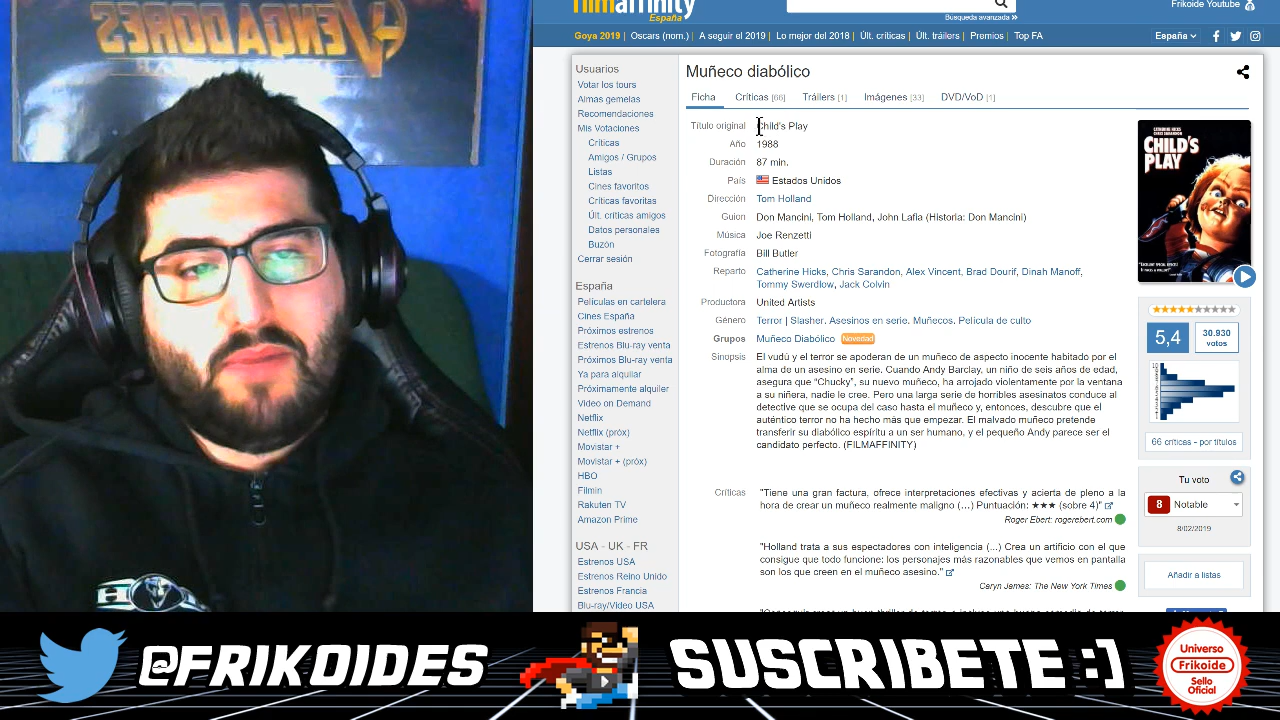 VENGADORES
filmaffinity
España
Búsqueda avanzada »
Frikoide Youtube
Goya 2019 | Oscars (nom.) | A seguir el 2019 | Lo mejor del 2018 | Últ. críticas | Últ. tráilers | Premios | Top FA
España
Usuarios
Votar los tours
Almas gemelas
Recomendaciones
Mis Votaciones
Críticas
Amigos / Grupos
Listas
Cines favoritos
Críticas favoritas
Últ. críticas amigos
Datos personales
Buzón
Cerrar sesión
España
Películas en cartelera
Cines España
Próximos estrenos
Estrenos Blu-ray venta
Próximos Blu-ray venta
Ya para alquilar
Próximamente alquiler
Video on Demand
Netflix
Netflix (próx)
Movistar +
Movistar + (próx)
HBO
Filmin
Rakuten TV
Amazon Prime
USA - UK - FR
Estrenos USA
Estrenos Reino Unido
Estrenos Francia
Blu-ray/Video USA
Muñeco diabólico
Ficha Críticas [66] Tráilers [1] Imágenes [33] DVD/VoD [1]
Título original Child's Play
Año 1988
Duración 87 min.
País Estados Unidos
Dirección Tom Holland
Guion Don Mancini, Tom Holland, John Lafia (Historia: Don Mancini)
Música Joe Renzetti
Fotografía Bill Butler
Reparto Catherine Hicks, Chris Sarandon, Alex Vincent, Brad Dourif, Dinah Manoff,
Tommy Swerdlow, Jack Colvin
Productora United Artists
Género Terror | Slasher. Asesinos en serie. Muñecos. Película de culto
Grupos Muñeco Diabólico Novedad
Sinopsis El vudú y el terror se apoderan de un muñeco de aspecto inocente habitado por el
alma de un asesino en serie. Cuando Andy Barclay, un niño de seis años de edad,
asegura que "Chucky", su nuevo muñeco, ha arrojado violentamente por la ventana
a su niñera, nadie le cree. Pero una larga serie de horribles asesinatos conduce al
detective que se ocupa del caso hasta el muñeco y, entonces, descubre que el
auténtico terror no ha hecho más que empezar. El malvado muñeco pretende
transferir su diabólico espíritu a un ser humano, y el pequeño Andy parece ser el
candidato perfecto. (FILMAFFINITY)
Críticas "Tiene una gran factura, ofrece interpretaciones efectivas y acierta de pleno a la
hora de crear un muñeco realmente maligno (...) Puntuación: ★★★ (sobre 4)"
Roger Ebert: rogerebert.com
"Holland trata a sus espectadores con inteligencia (...) Crea un artificio con el que
consigue que todo funcione: los personajes más razonables que vemos en pantalla
son los que creen en el muñeco asesino."
Caryn James: The New York Times
CATHERINE HICKS
CHRIS SARANDON
CHILD'S
PLAY
5,4
30.930
votos
66 críticas - por títulos
Tu voto
8 Notable
8/02/2019
Añadir a listas
@FRIKOIDES
SUSCRIBETE :)
Universo
Frikoide
Sello
Oficial